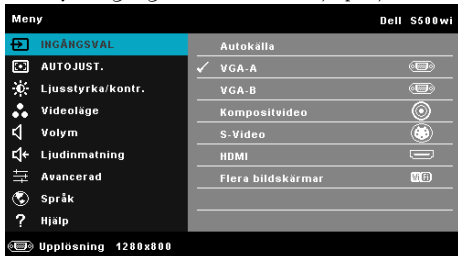 Meny Dell S500wi
INGÅNGSVAL Autokälla
AUTOJUST. VGA-A
Ljusstyrka/kontr. VGA-B
Videoläge Kompositvideo
Volym S-Video
Ljudinmatning HDMI
Avancerad Flera bildskärmar WiFi
Språk
Hjälp
Upplösning 1280x800